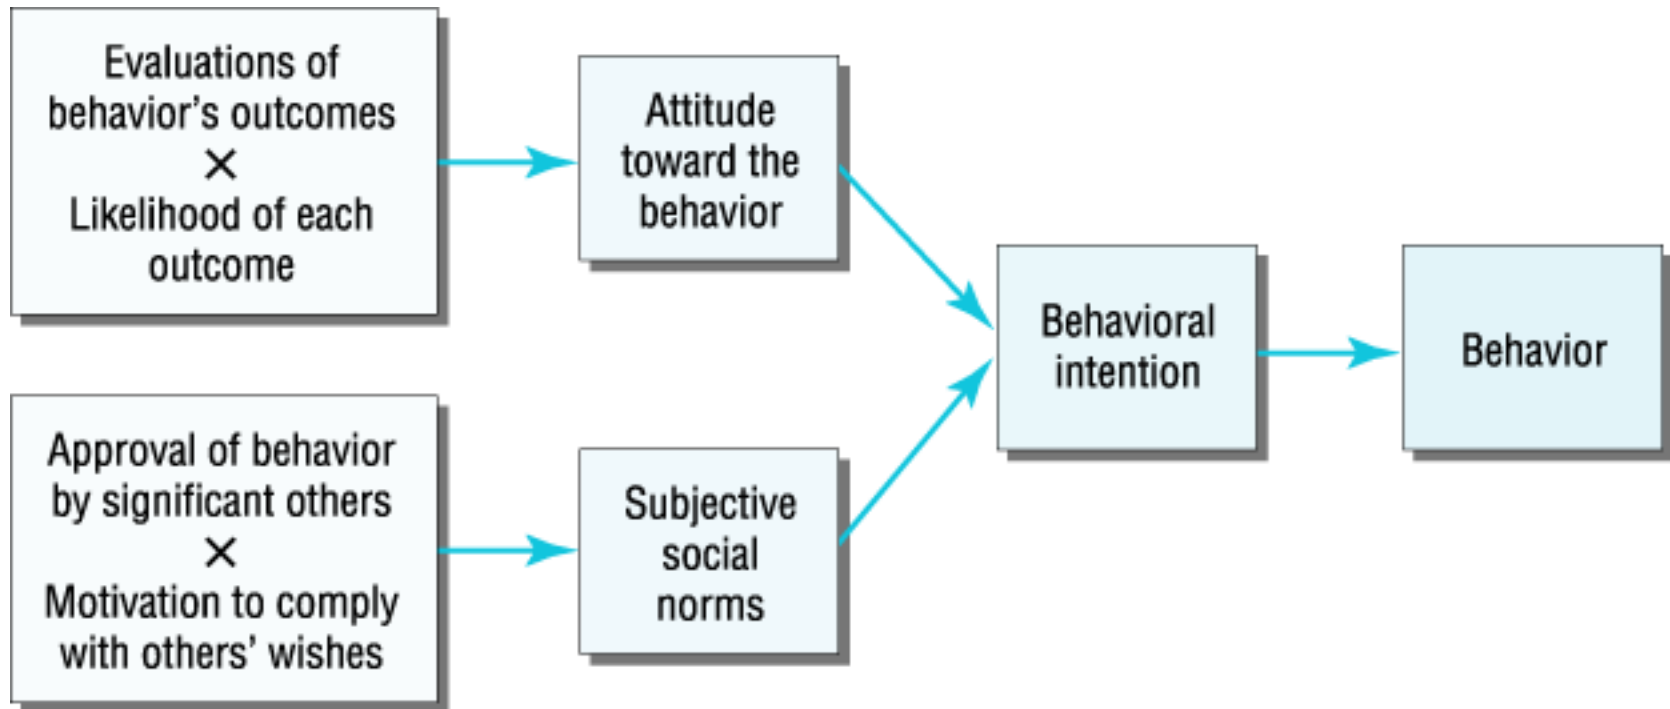 Evaluations of
behavior's outcomes
×
Likelihood of each
outcome
Attitude
toward the
behavior
Approval of behavior
by significant others
×
Motivation to comply
with others' wishes
Subjective
social
norms
Behavioral
intention
Behavior